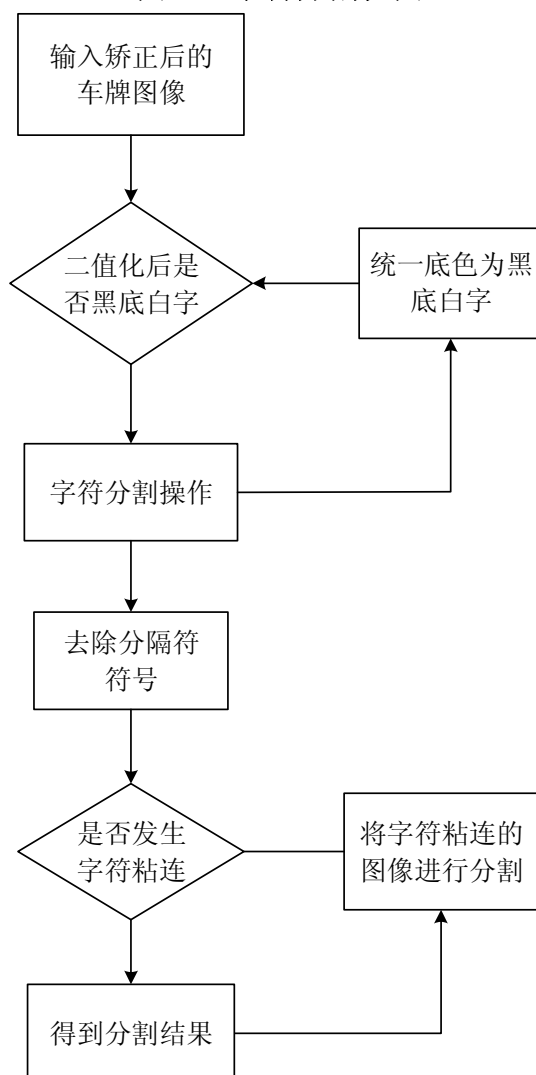 输入矫正后的
车牌图像
二值化后是
否黑底白字
统一底色为黑
底白字
字符分割操作
去除分隔符
符号
是否发生
字符粘连
将字符粘连的
图像进行分割
得到分割结果